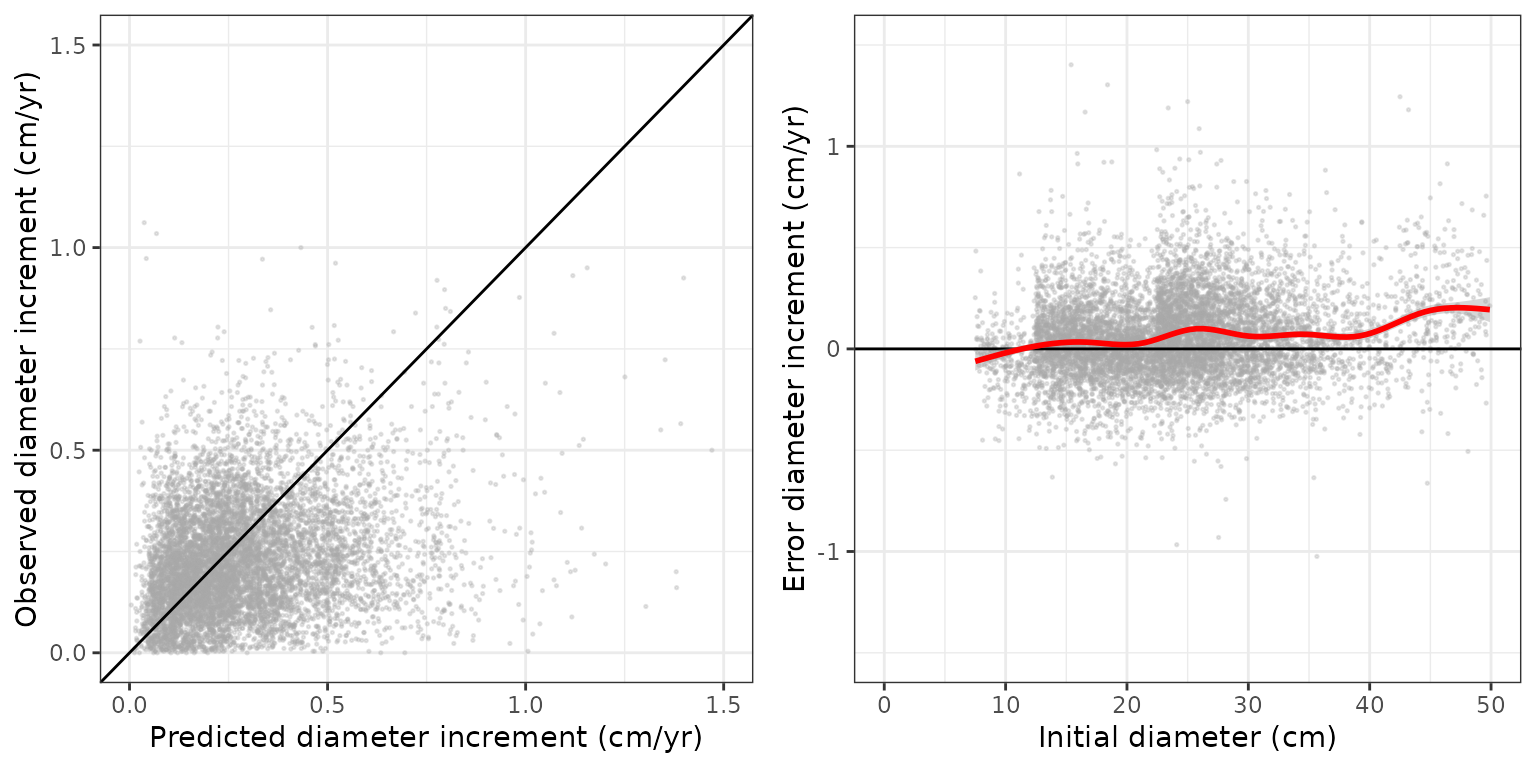 Observed diameter increment (cm/yr)
1.5
1.0
0.5
0.0
0.0 0.5 1.0 1.5
Predicted diameter increment (cm/yr)
Error diameter increment (cm/yr)
1
0
-1
0 10 20 30 40 50
Initial diameter (cm)